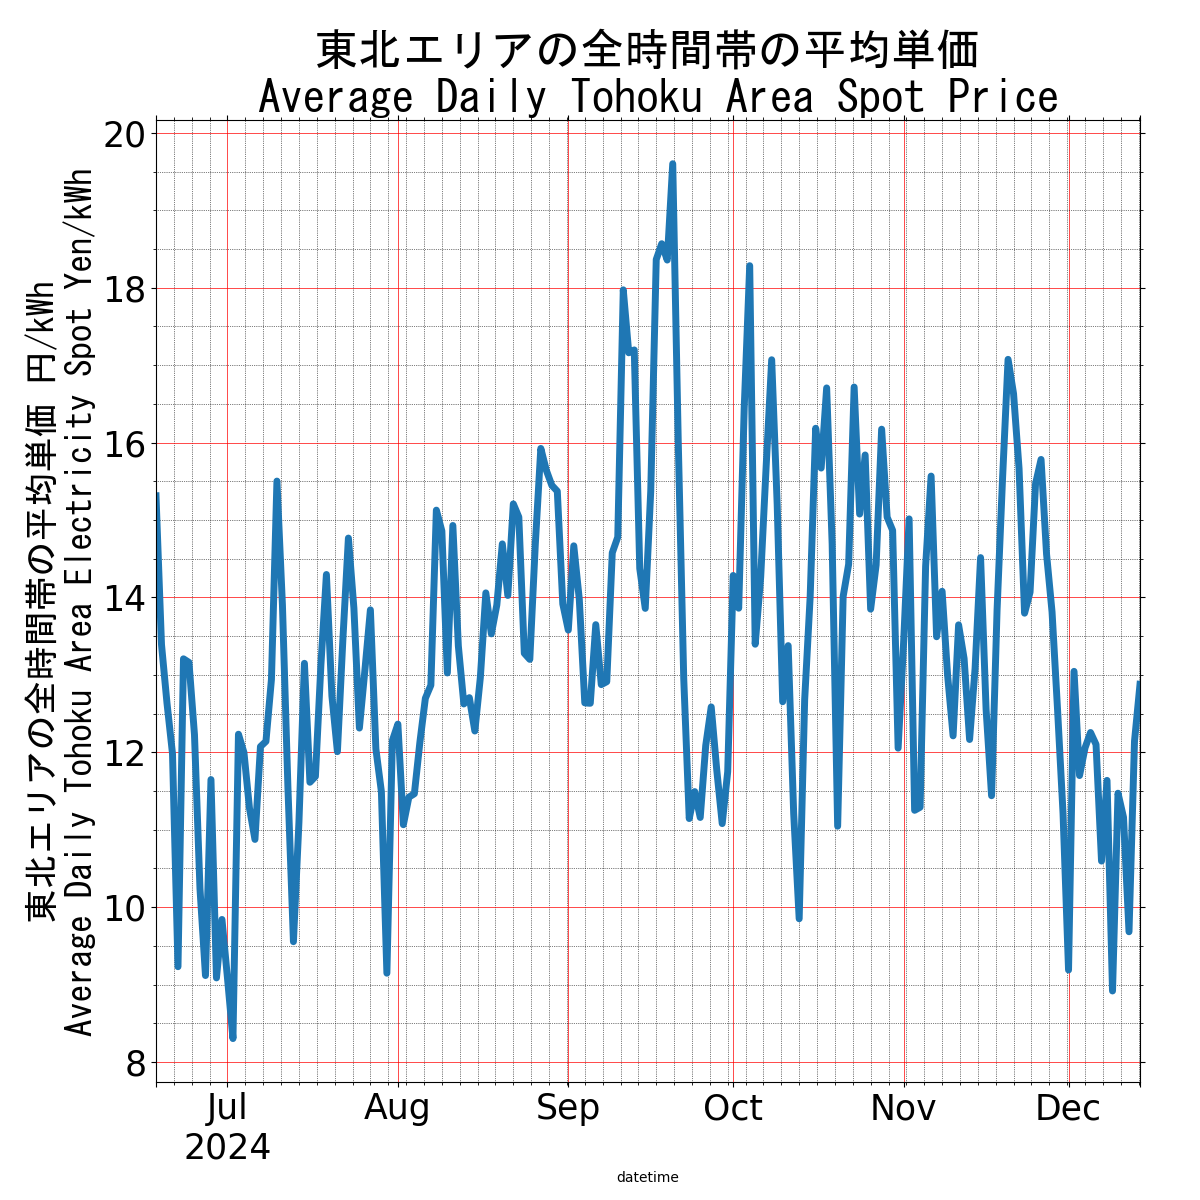 東北エリアの全時間帯の平均単価
Average Daily Tohoku Area Spot Price
東北エリアの全時間帯の平均単価 円/kWh
Average Daily Tohoku Area Electricity Spot Yen/kWh
20
18
16
14
12
10
8
Jul Aug Sep Oct Nov Dec
2024
datetime